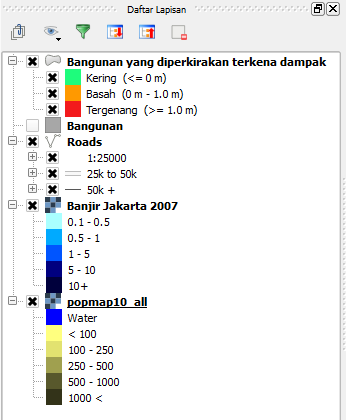 Daftar Lapisan
Bangunan yang diperkirakan terkena dampak
Kering (<= 0 m)
Basah (0 m - 1.0 m)
Tergenang (>= 1.0 m)
Bangunan
Roads
1:25000
25k to 50k
50k +
Banjir Jakarta 2007
0.1 - 0.5
0.5 - 1
1 - 5
5 - 10
10+
popmap10_all
Water
< 100
100 - 250
250 - 500
500 - 1000
1000 <